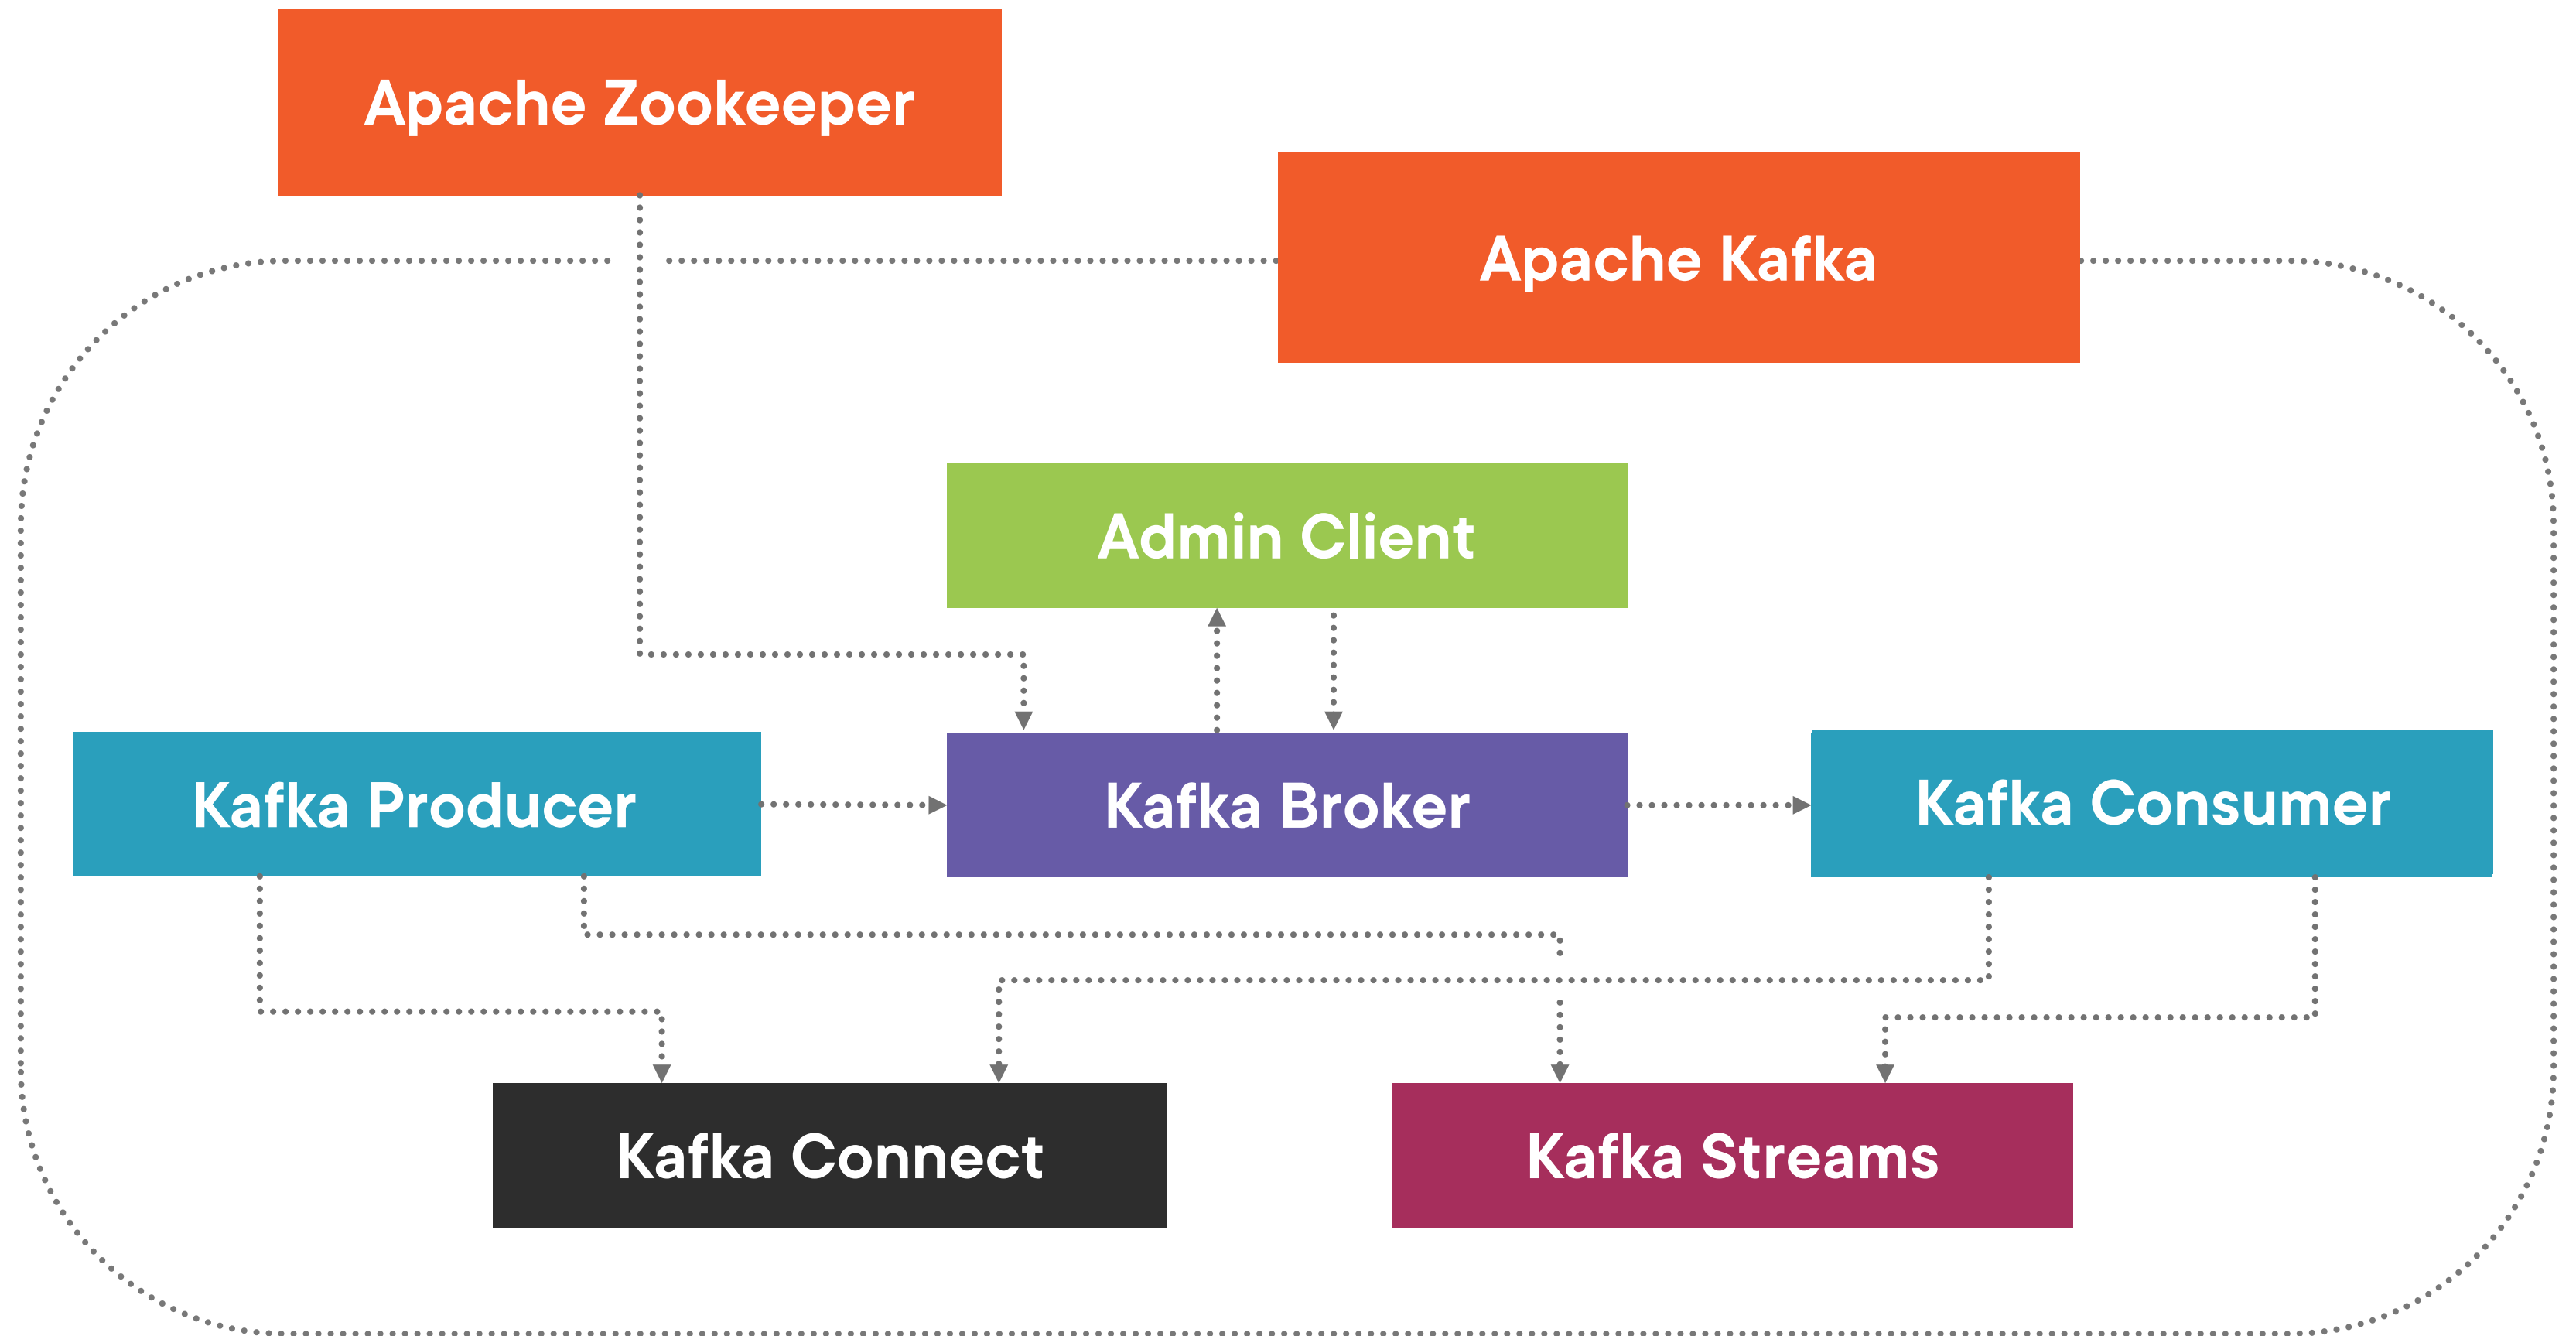 Apache Zookeeper
Apache Kafka
Admin Client
Kafka Producer
Kafka Broker
Kafka Consumer
Kafka Connect
Kafka Streams